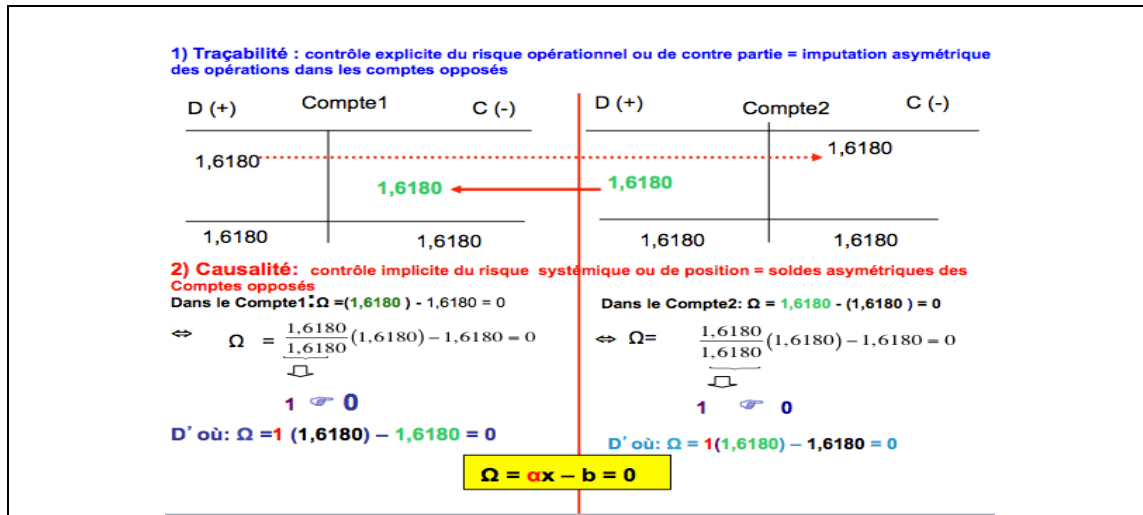 1) Traçabilité : contrôle explicite du risque opérationnel ou de contre partie = imputation asymétrique
des opérations dans les comptes opposés
D (+) Compte1 C (-)
D (+) Compte2 C (-)
1,6180 1,6180
1,6180 1,6180
1,6180 1,6180 1,6180 1,6180
2) Causalité: contrôle implicite du risque systémique ou de position = soldes asymétriques des
Comptes opposés
Dans le Compte1:Ω =(1,6180 ) - 1,6180 = 0
⇔ Ω = 1,6180/1,6180 (1,6180) – 1,6180 = 0
1 ☞ 0
D'où: Ω =1 (1,6180) – 1,6180 = 0
Dans le Compte2: Ω = 1,6180 - (1,6180 ) = 0
⇔ Ω= 1,6180/1,6180 (1,6180) – 1,6180 = 0
1 ☞ 0
D'où: Ω = 1(1,6180) – 1,6180 = 0
Ω = αx – b = 0